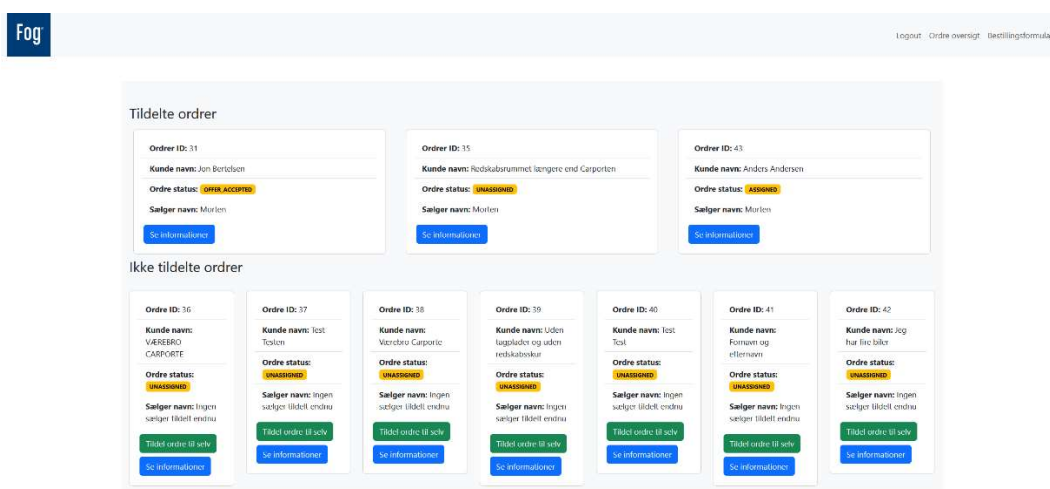 Fog
Logout Ordre oversigt Bestillingsformula
Tildelte ordrer
Ordrer ID: 31
Kunde navn: Jon Bertelsen
Ordre status: OFFER_ACCEPTED
Sælger navn: Morten
Se informationer
Ordrer ID: 35
Kunde navn: Redskabsrummet længere end Carporten
Ordre status: UNASSIGNED
Sælger navn: Morten
Se informationer
Ordrer ID: 43
Kunde navn: Anders Andersen
Ordre status: ASSIGNED
Sælger navn: Morten
Se informationer
Ikke tildelte ordrer
Ordre ID: 36
Kunde navn:
VÆREBRO
CARPORTE
Ordre status:
UNASSIGNED
Sælger navn: Ingen
sælger tildelt endnu
Tildel ordre til selv
Se informationer
Ordre ID: 37
Kunde navn: Test
Testen
Ordre status:
UNASSIGNED
Sælger navn: Ingen
sælger tildelt endnu
Tildel ordre til selv
Se informationer
Ordre ID: 38
Kunde navn:
Værebro Carporte
Ordre status:
UNASSIGNED
Sælger navn: Ingen
sælger tildelt endnu
Tildel ordre til selv
Se informationer
Ordre ID: 39
Kunde navn: Uden
tagplader og uden
redskabsskur
Ordre status:
UNASSIGNED
Sælger navn: Ingen
sælger tildelt endnu
Tildel ordre til selv
Se informationer
Ordre ID: 40
Kunde navn: Test
Test
Ordre status:
UNASSIGNED
Sælger navn: Ingen
sælger tildelt endnu
Tildel ordre til selv
Se informationer
Ordre ID: 41
Kunde navn:
Fornavn og
efternavn
Ordre status:
UNASSIGNED
Sælger navn: Ingen
sælger tildelt endnu
Tildel ordre til selv
Se informationer
Ordre ID: 42
Kunde navn: Jeg
har fire biler
Ordre status:
UNASSIGNED
Sælger navn: Ingen
sælger tildelt endnu
Tildel ordre til selv
Se informationer